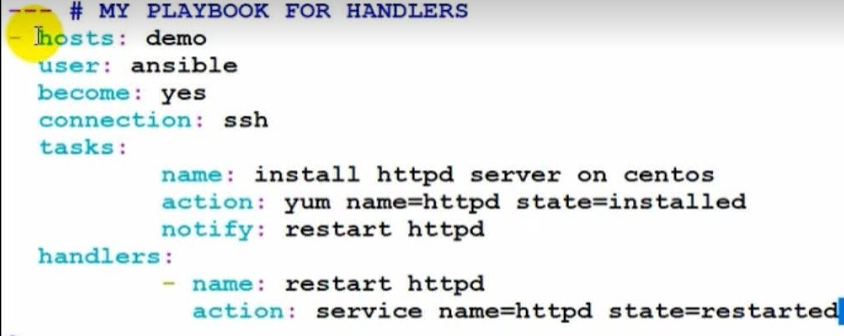 --- # MY PLAYBOOK FOR HANDLERS
- hosts: demo
user: ansible
become: yes
connection: ssh
tasks:
name: install httpd server on centos
action: yum name=httpd state=installed
notify: restart httpd
handlers:
- name: restart httpd
action: service name=httpd state=restarted